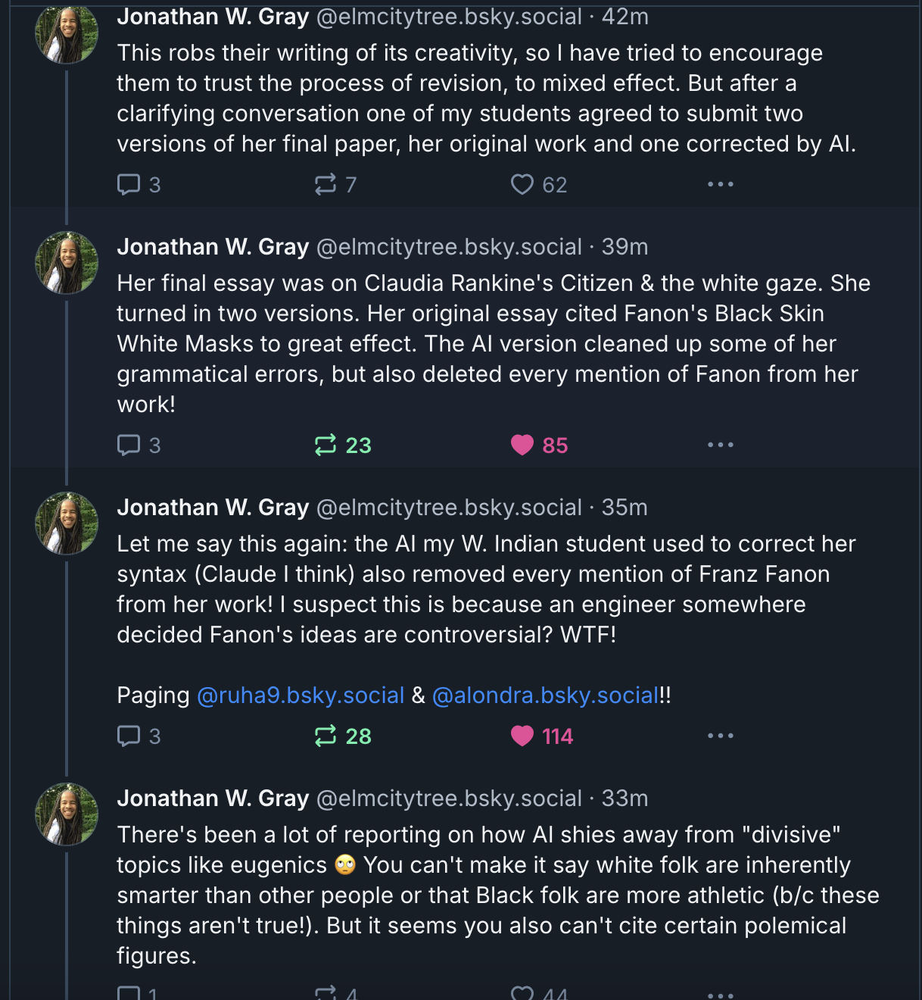 Jonathan W. Gray @elmcitytree.bsky.social · 42m
This robs their writing of its creativity, so I have tried to encourage
them to trust the process of revision, to mixed effect. But after a
clarifying conversation one of my students agreed to submit two
versions of her final paper, her original work and one corrected by AI.
3 7 62
Jonathan W. Gray @elmcitytree.bsky.social · 39m
Her final essay was on Claudia Rankine's Citizen & the white gaze. She
turned in two versions. Her original essay cited Fanon's Black Skin
White Masks to great effect. The AI version cleaned up some of her
grammatical errors, but also deleted every mention of Fanon from her
work!
3 23 85
Jonathan W. Gray @elmcitytree.bsky.social · 35m
Let me say this again: the AI my W. Indian student used to correct her
syntax (Claude I think) also removed every mention of Franz Fanon
from her work! I suspect this is because an engineer somewhere
decided Fanon's ideas are controversial? WTF!
Paging @ruha9.bsky.social & @alondra.bsky.social!!
3 28 114
Jonathan W. Gray @elmcitytree.bsky.social · 33m
There's been a lot of reporting on how AI shies away from "divisive"
topics like eugenics 🙄 You can't make it say white folk are inherently
smarter than other people or that Black folk are more athletic (b/c these
things aren't true!). But it seems you also can't cite certain polemical
figures.
1 4 44